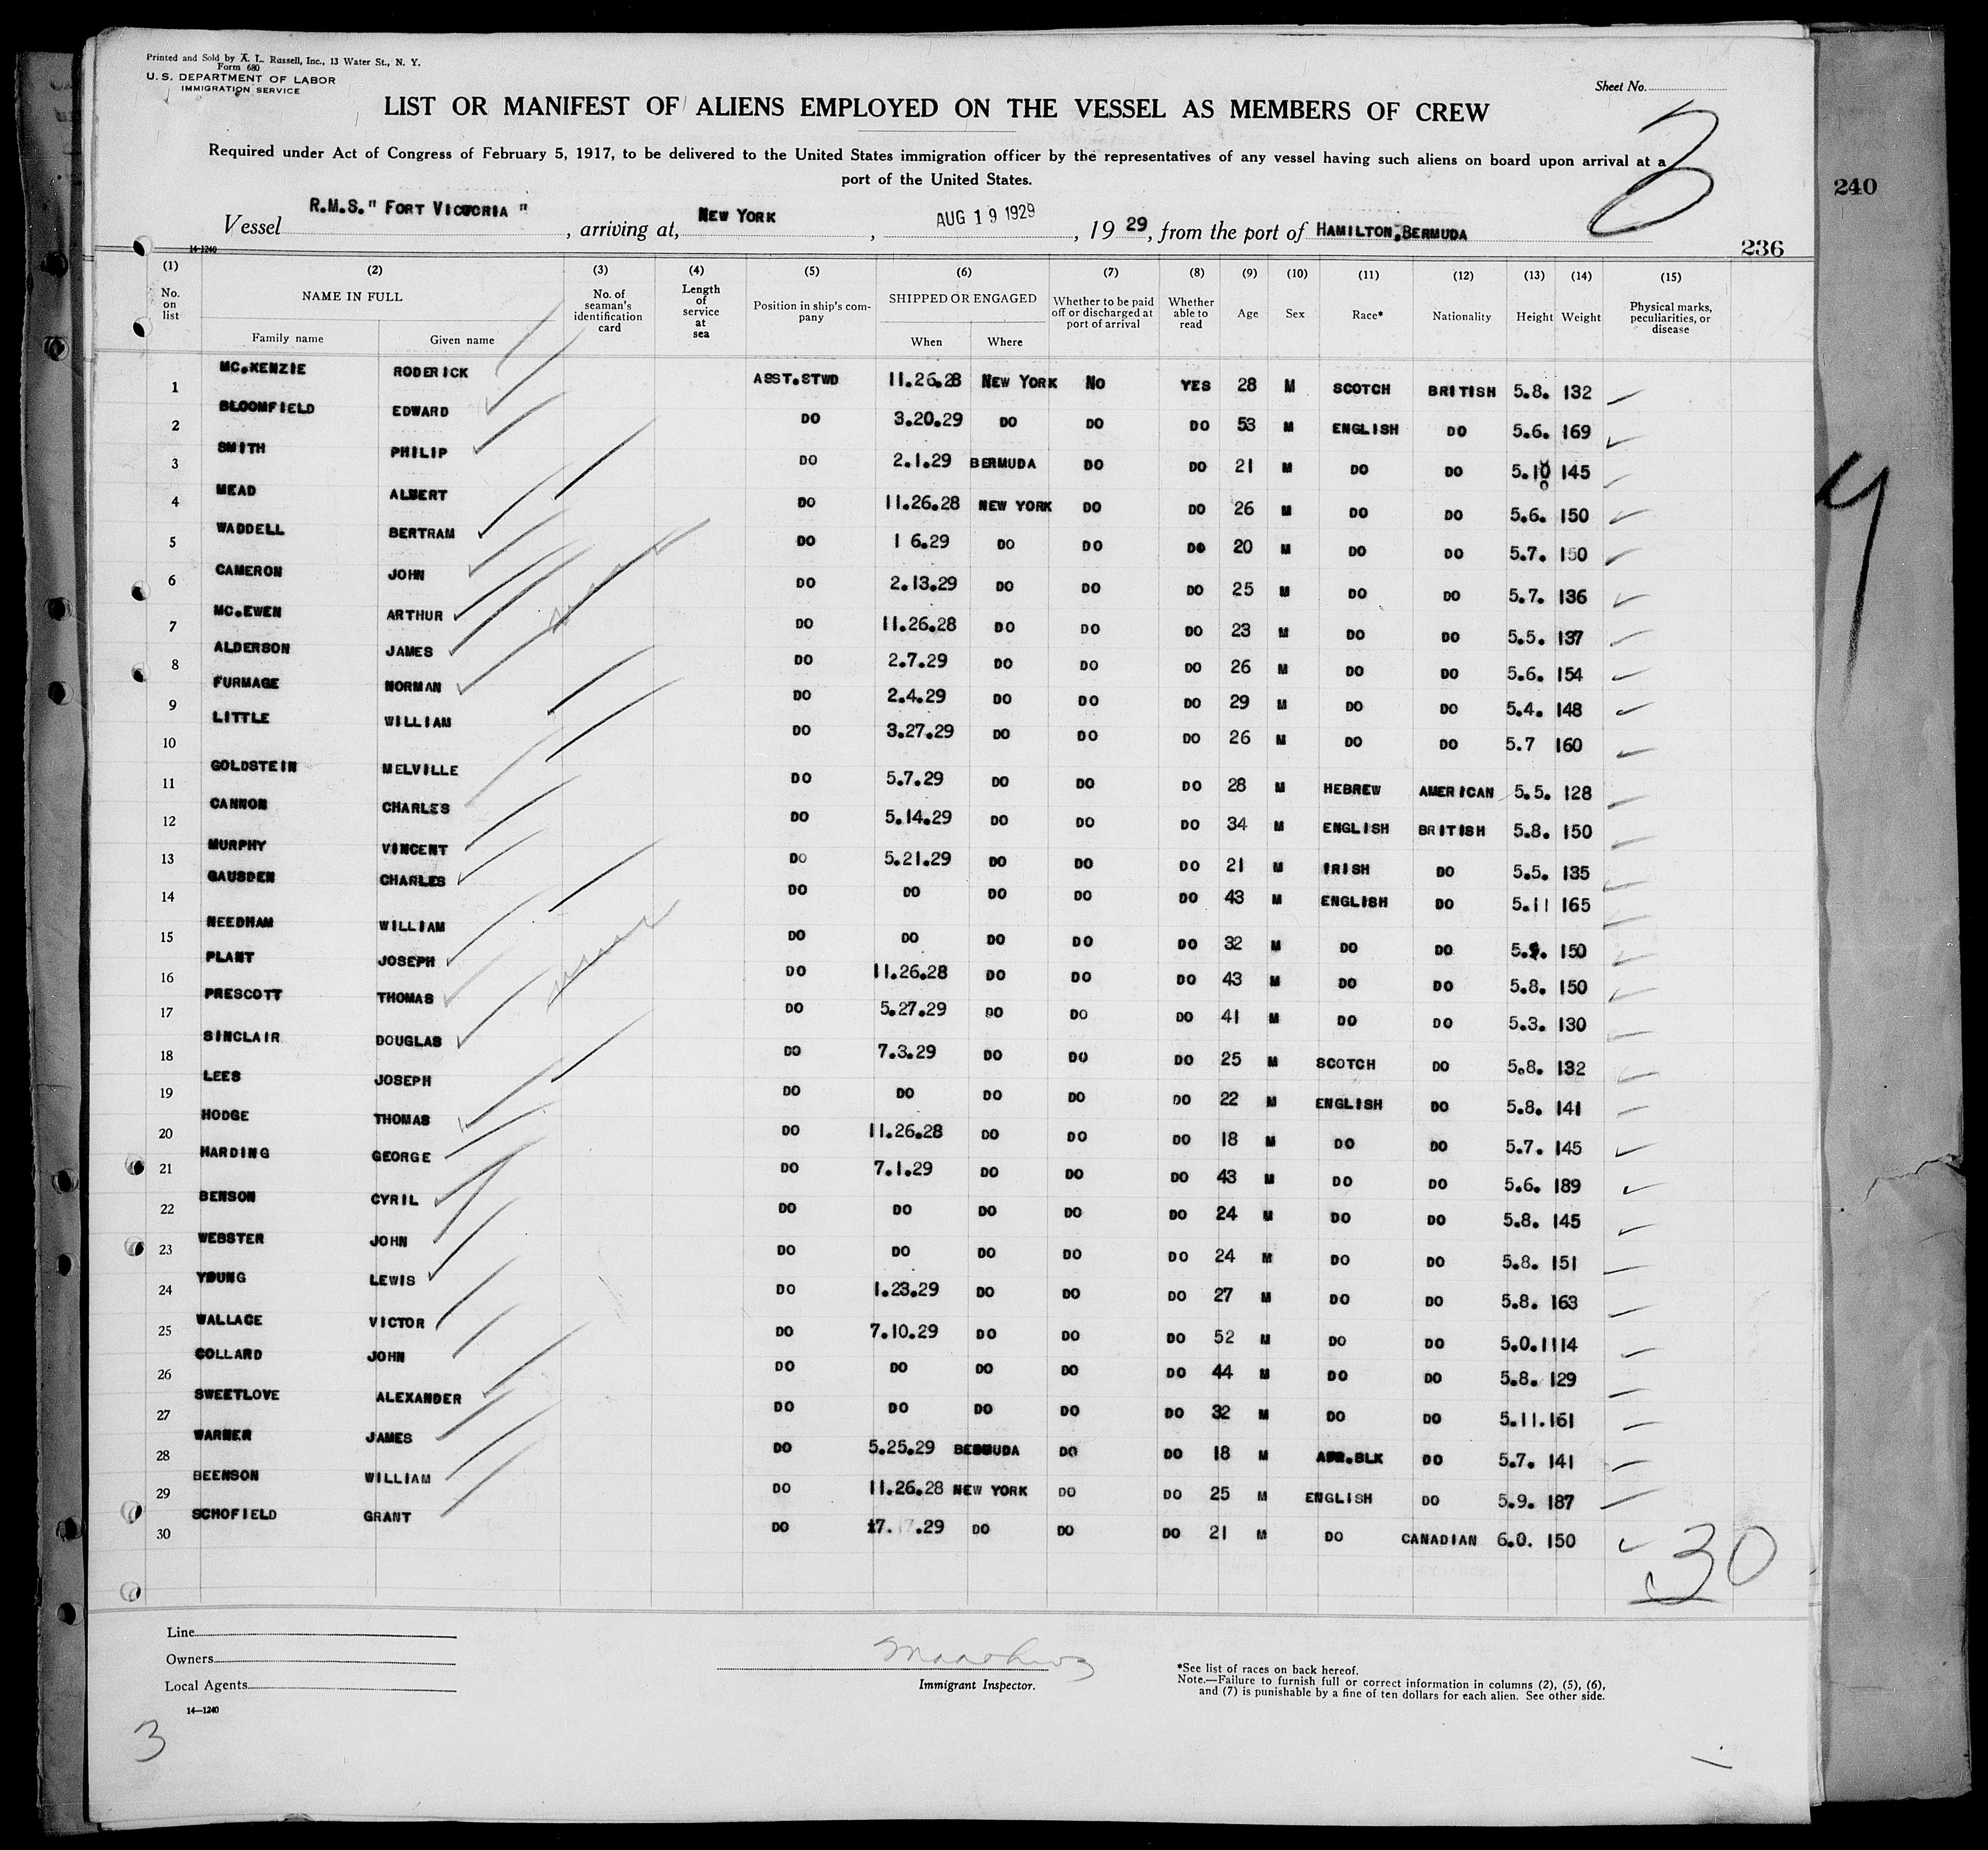 Printed and Sold by A. L. Russell, Inc., 13 Water St., N. Y.
Form 680
U. S. DEPARTMENT OF LABOR
IMMIGRATION SERVICE
Sheet No.
3
LIST OR MANIFEST OF ALIENS EMPLOYED ON THE VESSEL AS MEMBERS OF CREW
Required under Act of Congress of February 5, 1917, to be delivered to the United States immigration officer by the representatives of any vessel having such aliens on board upon arrival at a
port of the United States.
240
Vessel R.M.S." FORT VICTORIA ", arriving at, NEW YORK, AUG 19 1929, 19 29, from the port of HAMILTON,BERMUDA
14-1240
236
(1) (2) (3) (4) (5) (6) (7) (8) (9) (10) (11) (12) (13) (14) (15)
No. on list NAME IN FULL Family name Given name No. of seaman's identification card Length of service at sea Position in ship's company SHIPPED OR ENGAGED When Where Whether to be paid off or discharged at port of arrival Whether able to read Age Sex Race* Nationality Height Weight Physical marks, peculiarities, or disease
1 MC.KENZIE RODERICK ASST.STWD 11.26.28 NEW YORK NO YES 28 M SCOTCH BRITISH 5.8. 132
2 BLOOMFIELD EDWARD DO 3.20.29 DO DO DO 53 M ENGLISH DO 5.6. 169
3 SMITH PHILIP DO 2.1.29 BERMUDA DO DO 21 M DO DO 5.10 145
4 MEAD ALBERT DO 11.26.28 NEW YORK DO DO 26 M DO DO 5.6. 150
5 WADDELL BERTRAM DO 1 6.29 DO DO DO 20 M DO DO 5.7. 150
6 CAMERON JOHN DO 2.13.29 DO DO DO 25 M DO DO 5.7. 136
7 MC.EWEN ARTHUR DO 11.26.28 DO DO DO 23 M DO DO 5.5. 137
8 ALDERSON JAMES DO 2.7.29 DO DO DO 26 M DO DO 5.6. 154
9 FURMAGE NORMAN DO 2.4.29 DO DO DO 29 M DO DO 5.4. 148
10 LITTLE WILLIAM DO 3.27.29 DO DO DO 26 M DO DO 5.7 160
11 GOLDSTEIN MELVILLE DO 5.7.29 DO DO DO 28 M HEBREW AMERICAN 5.5. 128
12 CANNON CHARLES DO 5.14.29 DO DO DO 34 M ENGLISH BRITISH 5.8. 150
13 MURPHY VINCENT DO 5.21.29 DO DO DO 21 M IRISH DO 5.5. 135
14 GAUSDEN CHARLES DO DO DO DO DO 43 M ENGLISH DO 5.11 165
15 NEEDHAM WILLIAM DO DO DO DO DO 32 M DO DO 150
16 PLANT JOSEPH DO 11.26.28 DO DO DO 43 M DO DO 5.8. 150
17 PRESCOTT THOMAS DO 5.27.29 DO DO DO 41 M DO DO 5.3. 130
18 SINCLAIR DOUGLAS DO 7.3.29 DO DO DO 25 M SCOTCH DO 5.8. 132
19 LEES JOSEPH DO DO DO DO DO 22 M ENGLISH DO 5.8. 141
20 HODGE THOMAS DO 11.26.28 DO DO DO 18 M DO DO 5.7. 145
21 HARDING GEORGE DO 7.1.29 DO DO DO 43 M DO DO 5.6. 189
22 BENSON CYRIL DO DO DO DO DO 24 M DO DO 5.8. 145
23 WEBSTER JOHN DO DO DO DO DO 24 M DO DO 5.8. 151
24 YOUNG LEWIS DO 1.23.29 DO DO DO 27 M DO DO 5.8. 163
25 WALLACE VICTOR DO 7.10.29 DO DO DO 52 M DO DO 5.0.1114
26 COLLARD JOHN DO DO DO DO DO 44 M DO DO 5.8. 129
27 SWEETLOVE ALEXANDER DO DO DO DO DO 32 M DO DO 5.11.161
28 WARNER JAMES DO 5.25.29 BERMUDA DO DO 18 M AFR.BLK DO 5.7. 141
29 BEENSON WILLIAM DO 11.26.28 NEW YORK DO DO 25 M ENGLISH DO 5.9. 187
30 SCHOFIELD GRANT DO 17.17.29 DO DO DO 21 M DO CANADIAN 6.0. 150
30
Line
Owners
Local Agents
Immigrant Inspector.
*See list of races on back hereof.
Note.—Failure to furnish full or correct information in columns (2), (5), (6),
and (7) is punishable by a fine of ten dollars for each alien. See other side.
14—1240
3